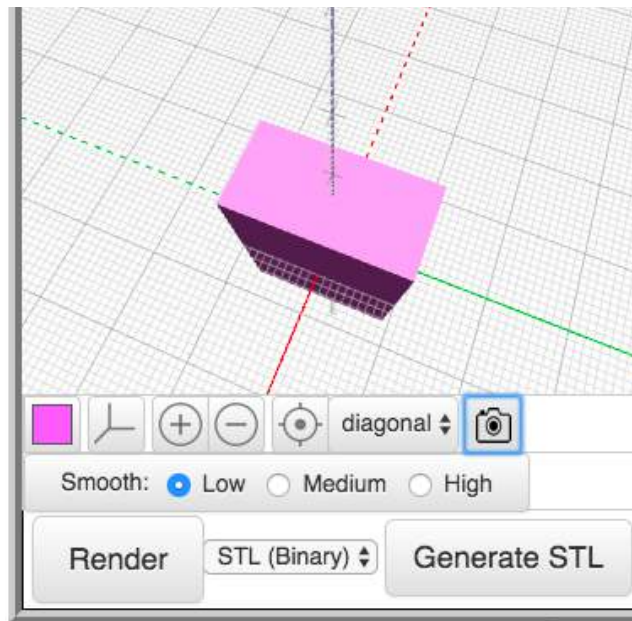 diagonal
Smooth: Low Medium High
Render STL (Binary) Generate STL